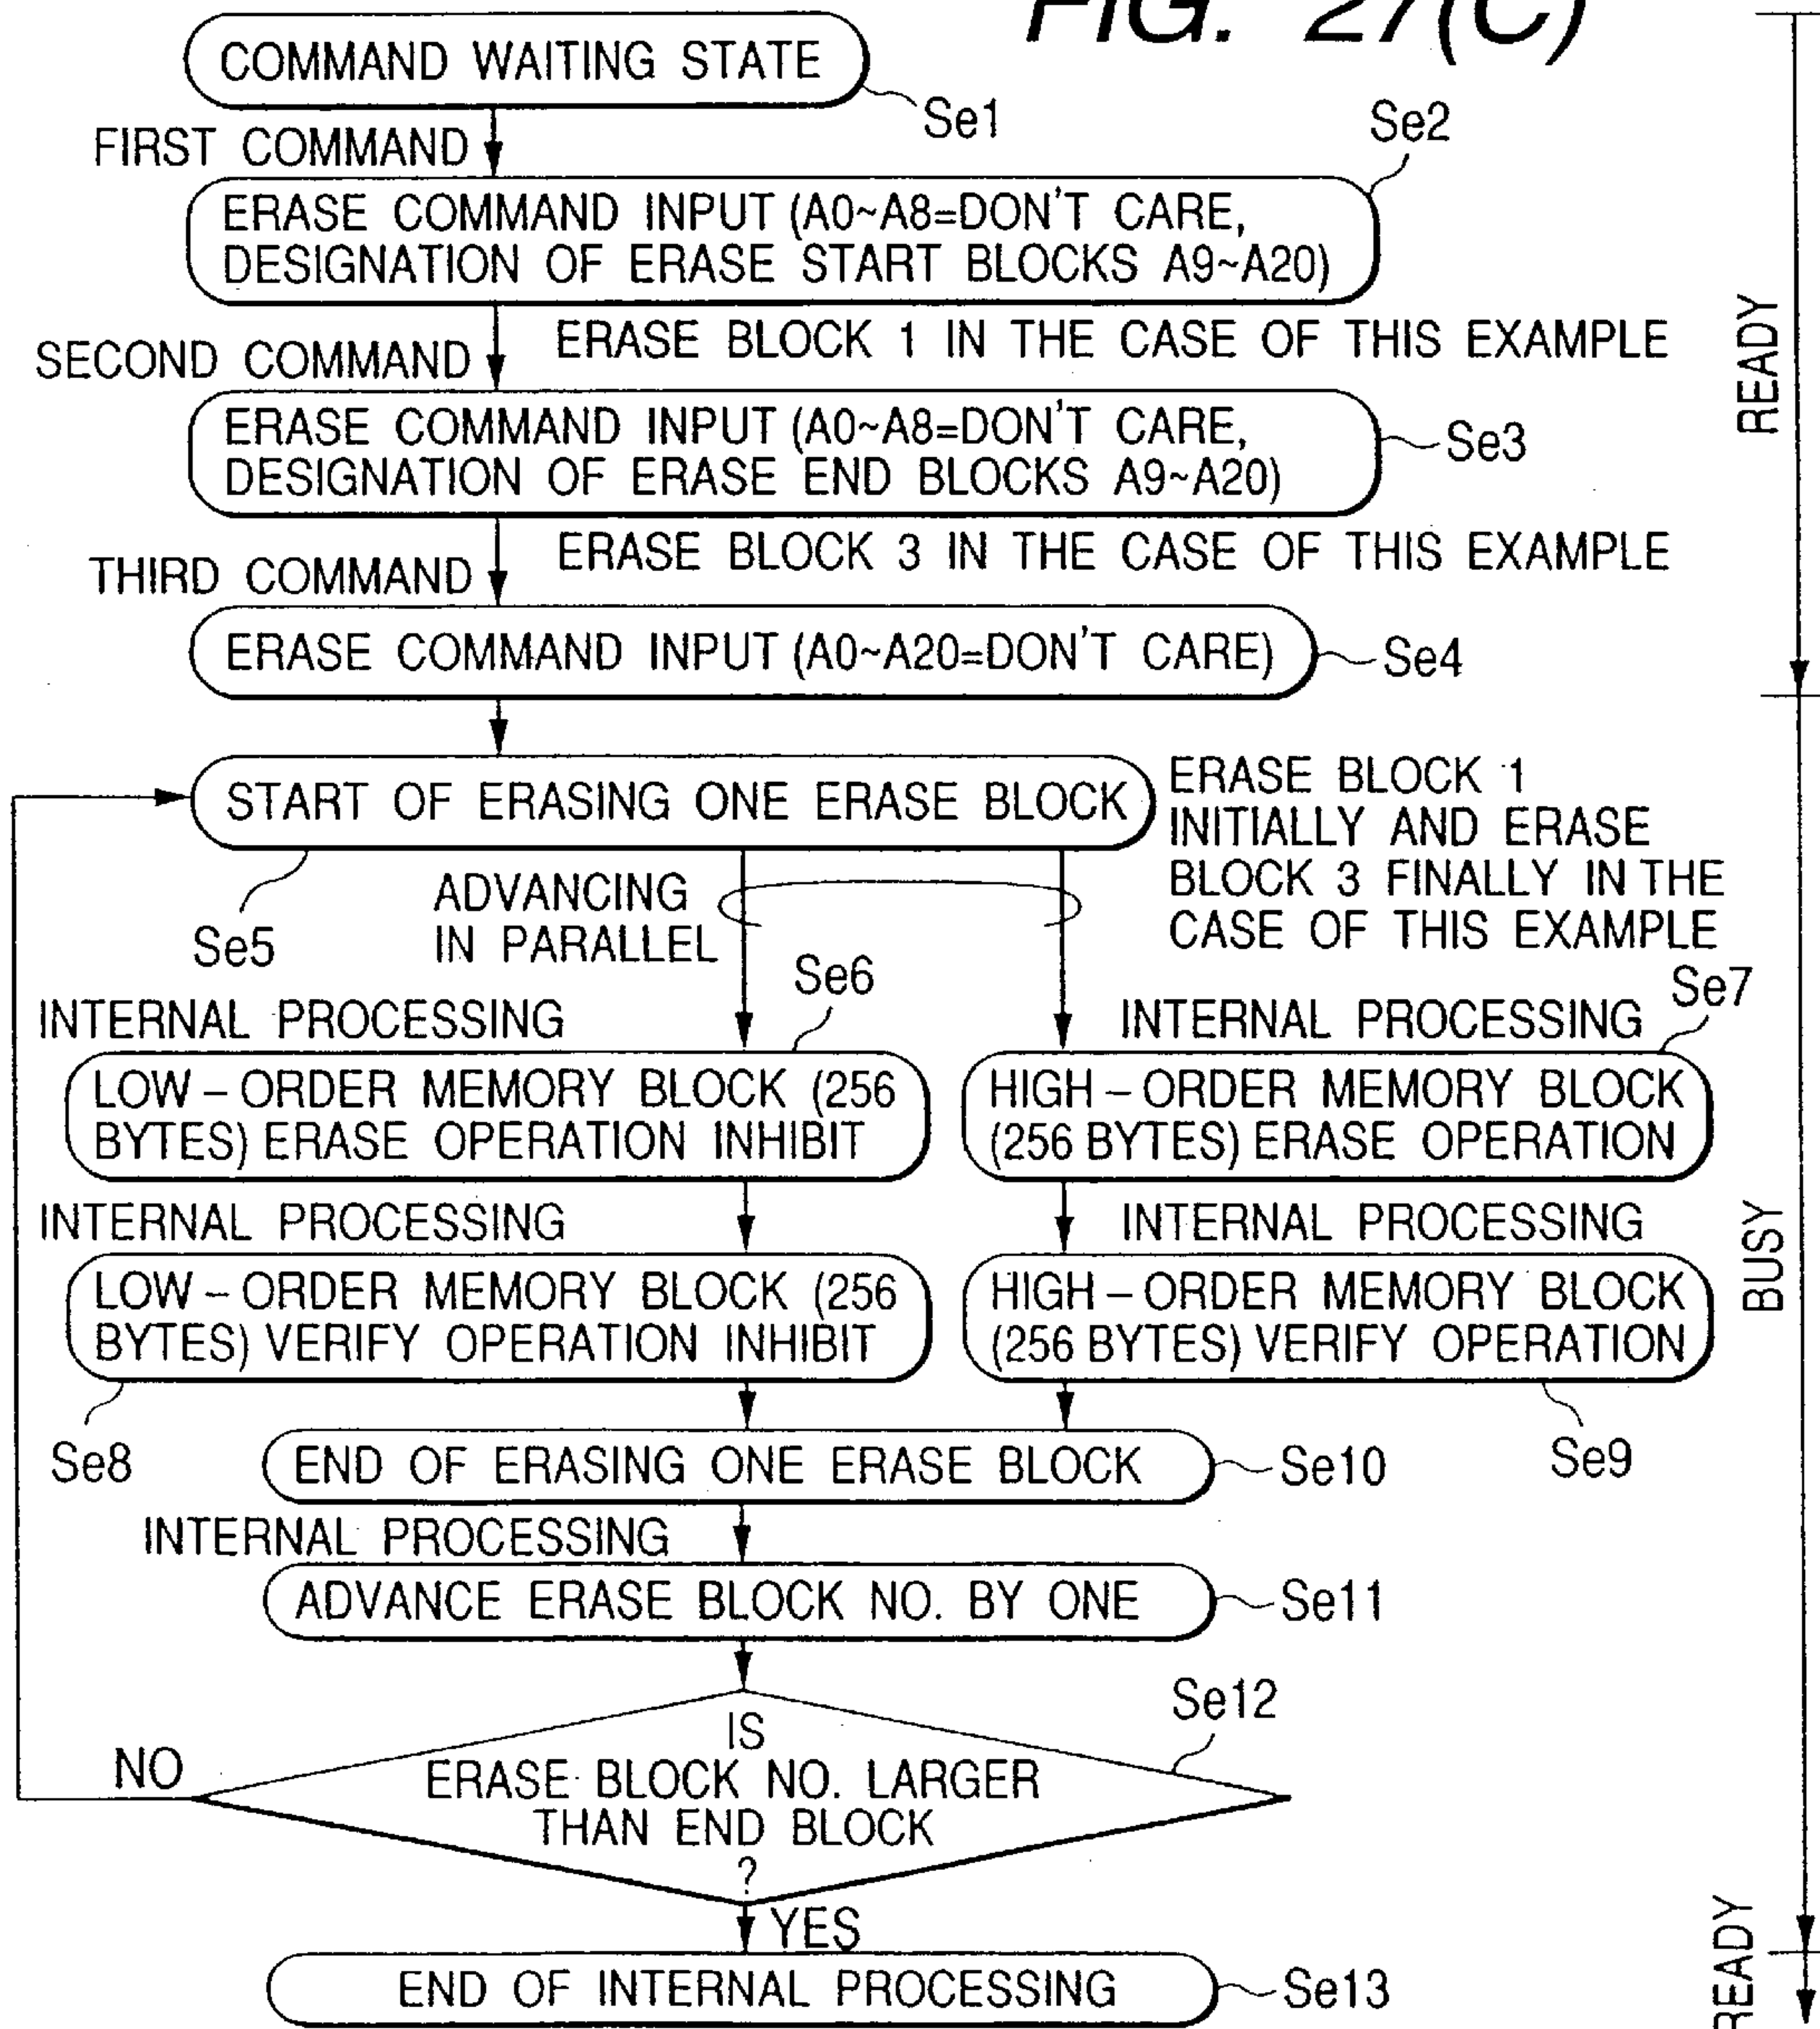 FIG. 27(C)
COMMAND WAITING STATE
Se1
FIRST COMMAND
Se2
ERASE COMMAND INPUT (A0~A8=DON'T CARE,
DESIGNATION OF ERASE START BLOCKS A9~A20)
SECOND COMMAND
ERASE BLOCK 1 IN THE CASE OF THIS EXAMPLE
ERASE COMMAND INPUT (A0~A8=DON'T CARE,
DESIGNATION OF ERASE END BLOCKS A9~A20)
Se3
THIRD COMMAND
ERASE BLOCK 3 IN THE CASE OF THIS EXAMPLE
ERASE COMMAND INPUT (A0~A20=DON'T CARE)
Se4
READY
START OF ERASING ONE ERASE BLOCK
Se5
ERASE BLOCK 1
INITIALLY AND ERASE
BLOCK 3 FINALLY IN THE
CASE OF THIS EXAMPLE
ADVANCING
IN PARALLEL
Se6
Se7
INTERNAL PROCESSING
INTERNAL PROCESSING
LOW-ORDER MEMORY BLOCK (256
BYTES) ERASE OPERATION INHIBIT
HIGH-ORDER MEMORY BLOCK
(256 BYTES) ERASE OPERATION
INTERNAL PROCESSING
INTERNAL PROCESSING
LOW-ORDER MEMORY BLOCK (256
BYTES) VERIFY OPERATION INHIBIT
HIGH-ORDER MEMORY BLOCK
(256 BYTES) VERIFY OPERATION
BUSY
Se8
Se9
END OF ERASING ONE ERASE BLOCK
Se10
INTERNAL PROCESSING
ADVANCE ERASE BLOCK NO. BY ONE
Se11
Se12
IS
ERASE BLOCK NO. LARGER
THAN END BLOCK
?
NO
YES
END OF INTERNAL PROCESSING
Se13
READY